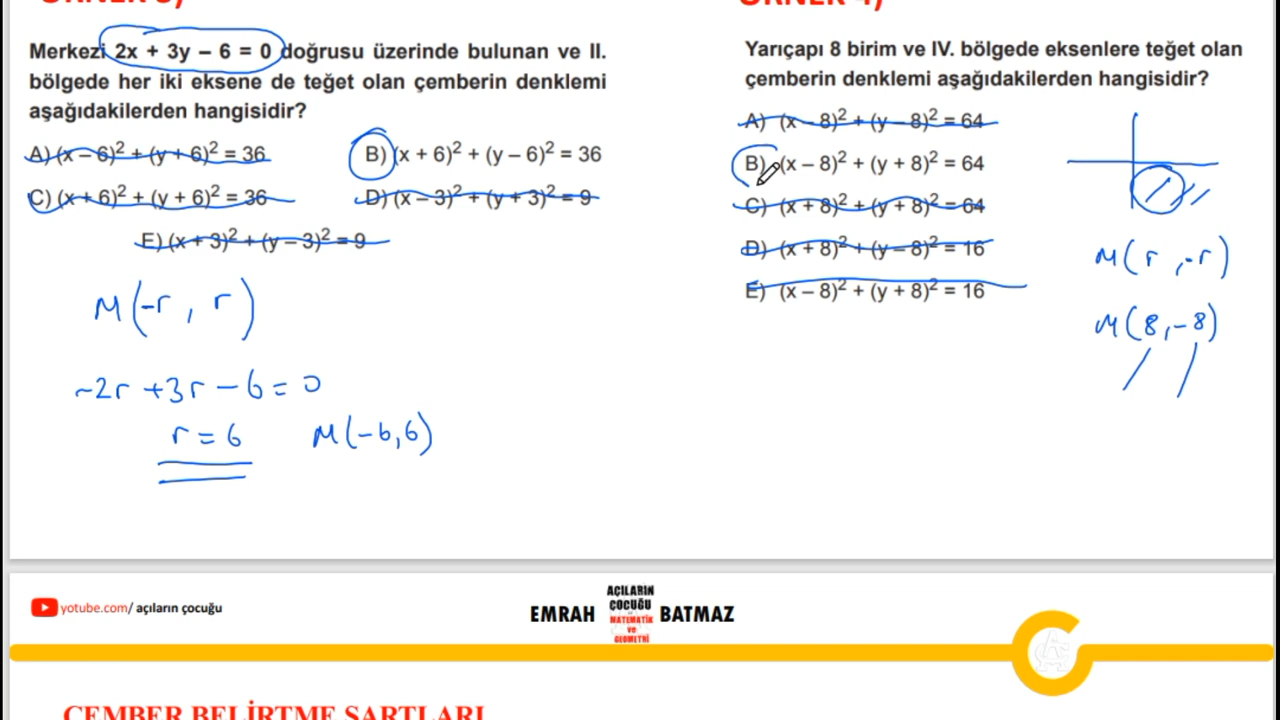 ÖRNEK 3)
Merkezi 2x + 3y – 6 = 0 doğrusu üzerinde bulunan ve II.
bölgede her iki eksene de teğet olan çemberin denklemi
aşağıdakilerden hangisidir?
A) (x – 6)² + (y + 6)² = 36
B) (x + 6)² + (y – 6)² = 36
C) (x + 6)² + (y + 6)² = 36
D) (x – 3)² + (y + 3)² = 9
E) (x + 3)² + (y – 3)² = 9
M(-r, r)
-2r +3r - 6 = 0
r = 6
M(-6,6)
ÖRNEK 4)
Yarıçapı 8 birim ve IV. bölgede eksenlere teğet olan
çemberin denklemi aşağıdakilerden hangisidir?
A) (x – 8)² + (y – 8)² = 64
B) (x – 8)² + (y + 8)² = 64
C) (x + 8)² + (y + 8)² = 64
D) (x + 8)² + (y – 8)² = 16
E) (x – 8)² + (y + 8)² = 16
M(r, -r)
M(8, -8)
yotube.com/ açıların çocuğu
EMRAH
AÇILARIN
ÇOCUĞU
MATEMATİK
ve
GEOMETRİ
BATMAZ
ÇEMBER BELİRTME ŞARTLARI